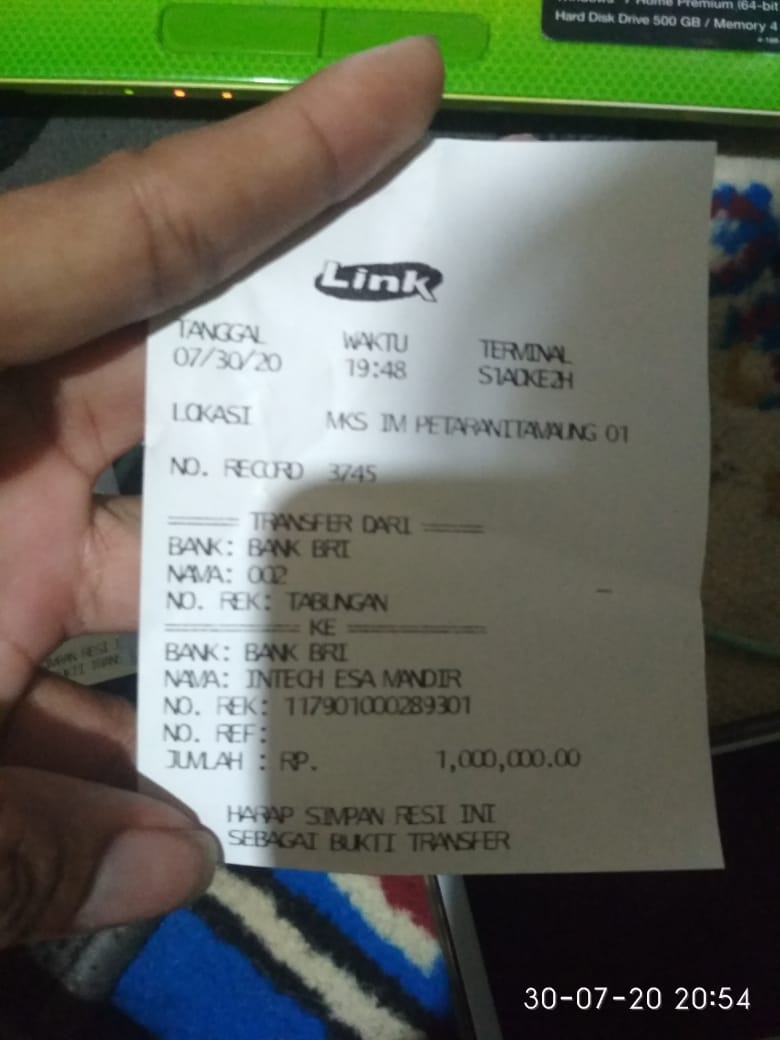 Home Premium (64-bit
Hard Disk Drive 500 GB / Memory 4
Link
TANGGAL WAKTU TERMINAL
07/30/20 19:48 S1AOKE2H
LOKASI MKS IM PETARANITAMAUNG 01
NO. RECORD 3745
====== TRANSFER DARI ======
BANK: BANK BRI
NAMA: 002
NO. REK: TABUNGAN
============ KE ============
BANK: BANK BRI
NAMA: INTECH ESA MANDIR
NO. REK: 117901000289301
NO. REF:
JUMLAH : RP. 1,000,000.00
HARAP SIMPAN RESI INI
SEBAGAI BUKTI TRANSFER
30-07-20 20:54